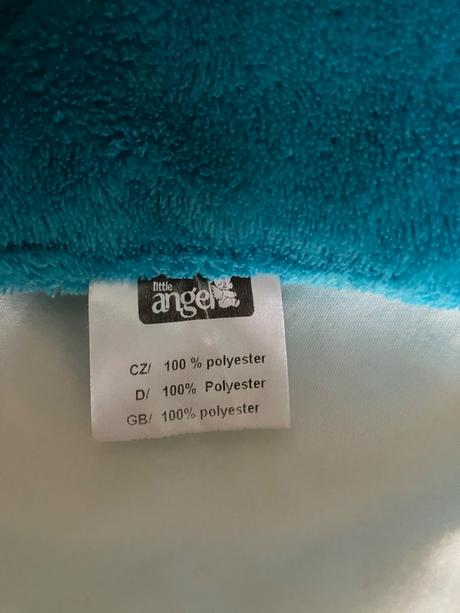 little
angel
CZ/ 100 % polyester
D/ 100% Polyester
GB/ 100% polyester